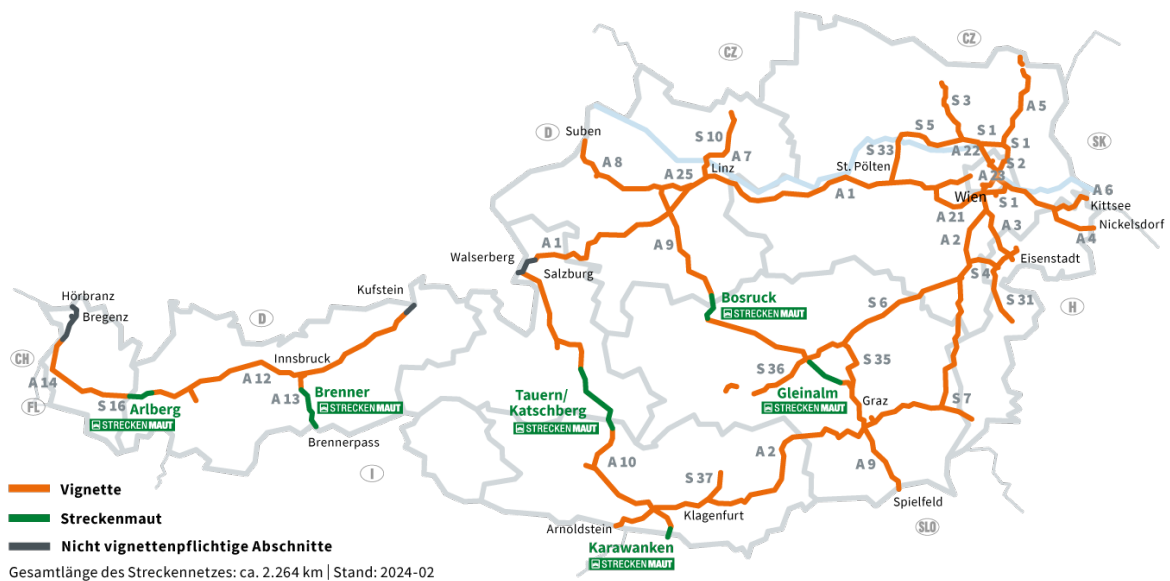 CZ
CZ
S 3
A 5
D
Suben
S 10
S 5
S 1
S 33
A 22
S 1
SK
A 8
A 7
St. Pölten
S 2
A 25
Linz
A 23
A 1
Wien
S 1
A 6
Kittsee
A 21
A 3
Nickelsdorf
A 4
A 1
A 9
A 2
Walserberg
Salzburg
Eisenstadt
S 4
Hörbranz
Kufstein
Bosruck
STRECKENMAUT
S 6
S 31
H
Bregenz
D
CH
Innsbruck
S 36
S 35
A 14
A 12
Brenner
STRECKENMAUT
Tauern/
Katschberg
STRECKENMAUT
Gleinalm
STRECKENMAUT
Graz
S 7
FL
S 16
Arlberg
STRECKENMAUT
A 13
Brennerpass
I
A 10
S 37
A 2
A 9
Spielfeld
Arnoldstein
Klagenfurt
SLO
Karawanken
STRECKENMAUT
Vignette
Streckenmaut
Nicht vignettenpflichtige Abschnitte
Gesamtlänge des Streckennetzes: ca. 2.264 km | Stand: 2024-02